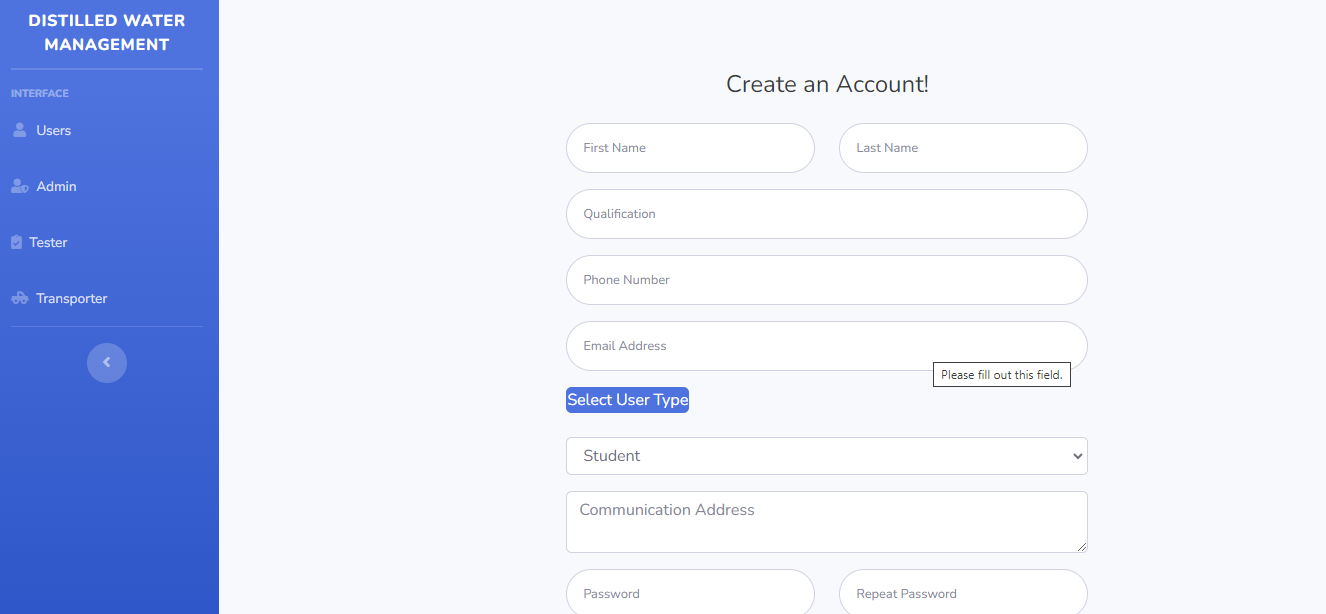 DISTILLED WATER
MANAGEMENT
INTERFACE
Users
Admin
Tester
Transporter
Create an Account!
First Name
Last Name
Qualification
Phone Number
Email Address
Please fill out this field.
Select User Type
Student
Communication Address
Password
Repeat Password